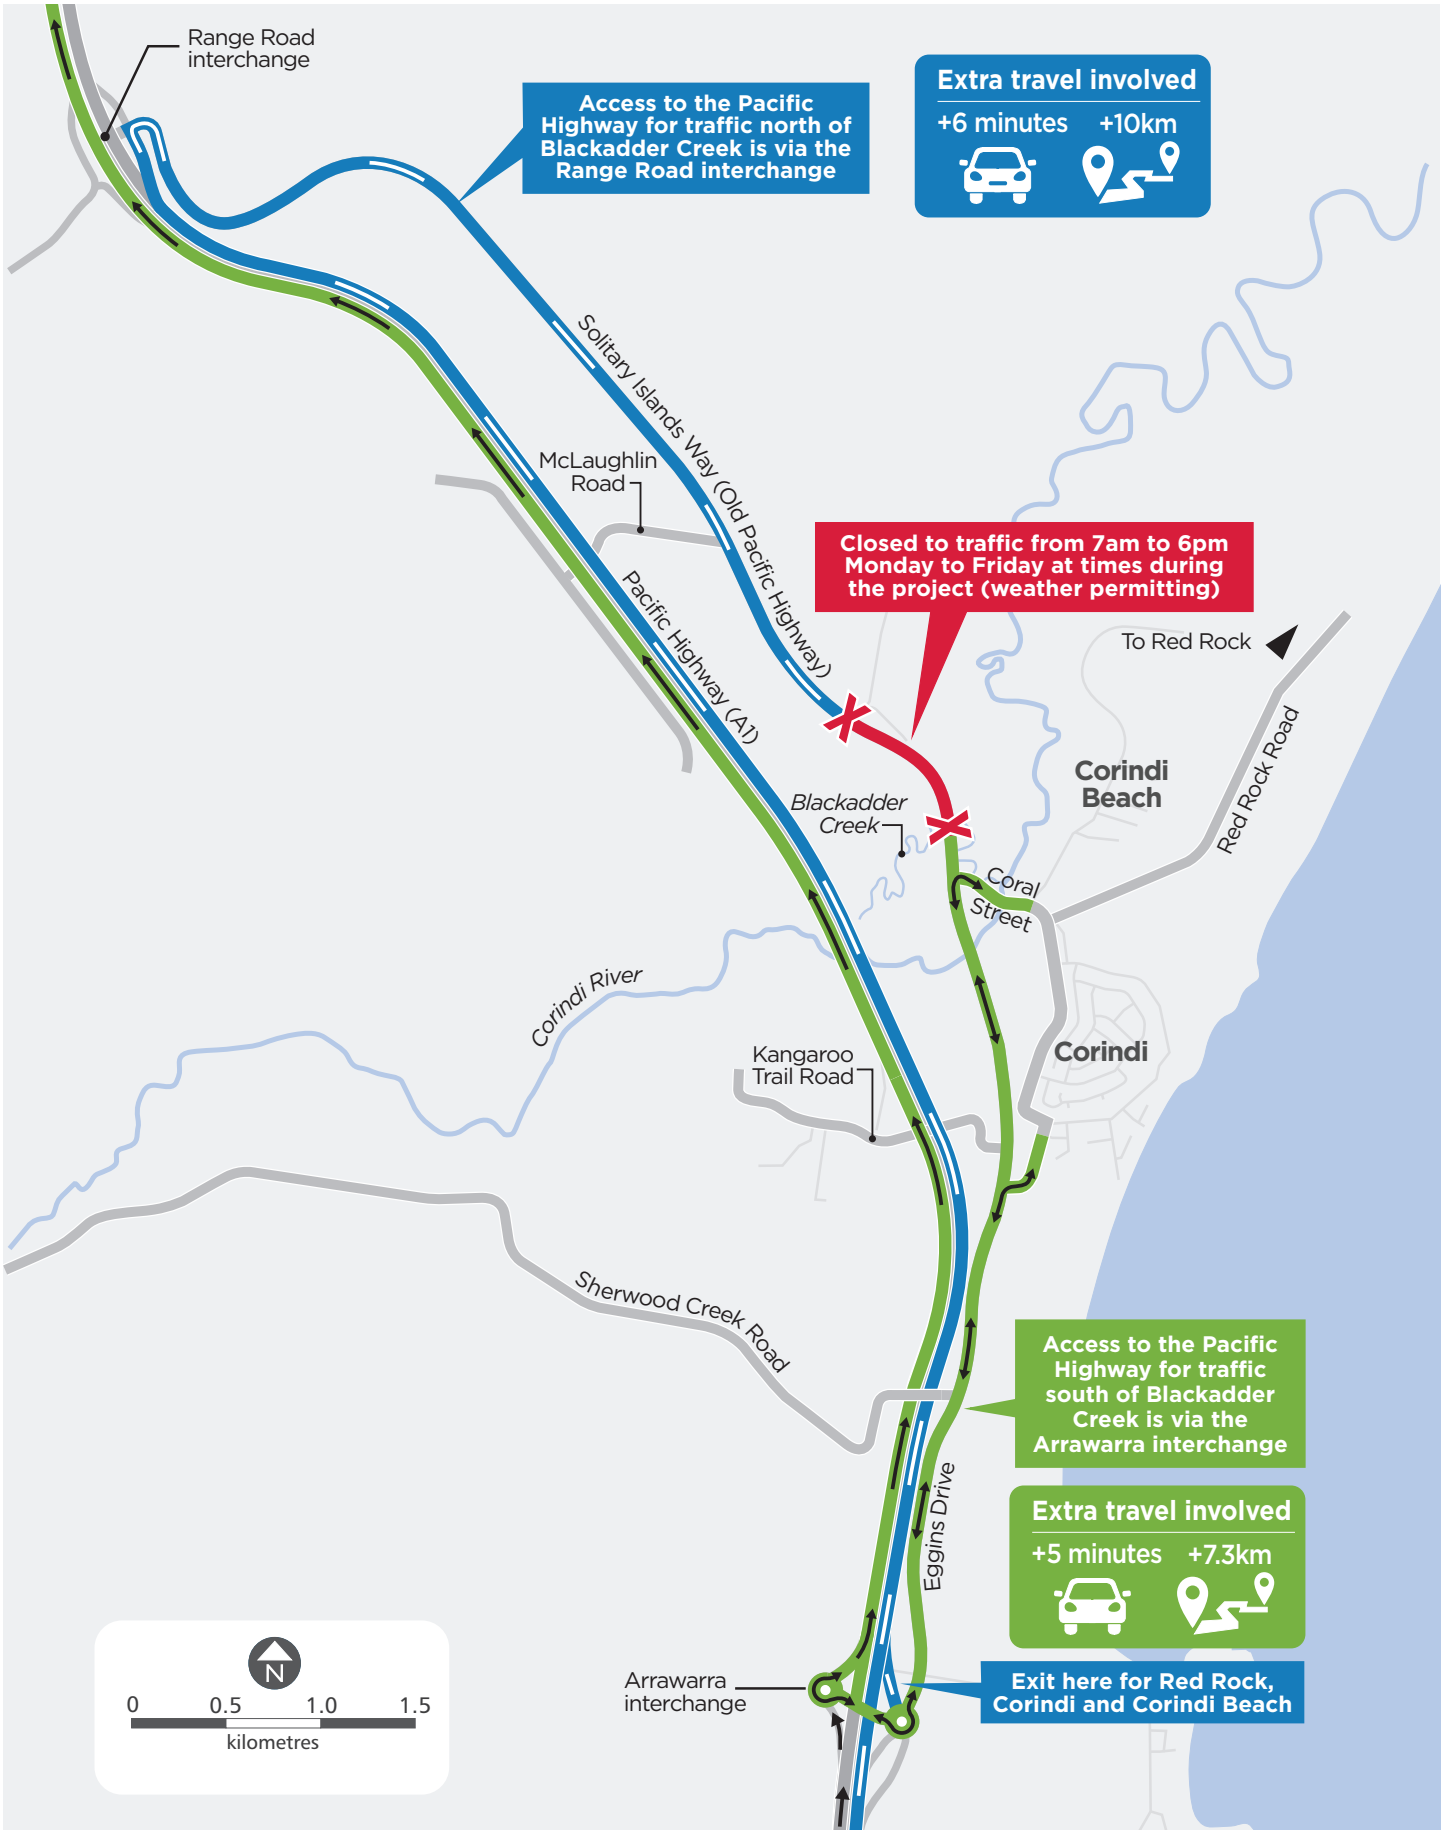 Range Road
interchange
Access to the Pacific
Highway for traffic north of
Blackadder Creek is via the
Range Road interchange
Extra travel involved
+6 minutes +10km
Solitary Islands Way (Old Pacific Highway)
McLaughlin
Road
Pacific Highway (A1)
Closed to traffic from 7am to 6pm
Monday to Friday at times during
the project (weather permitting)
To Red Rock
Red Rock Road
Corindi
Beach
Blackadder
Creek
Coral
Street
Corindi River
Kangaroo
Trail Road
Corindi
Sherwood Creek Road
Access to the Pacific
Highway for traffic
south of Blackadder
Creek is via the
Arrawarra interchange
Eggins Drive
Extra travel involved
+5 minutes +7.3km
Arrawarra
interchange
Exit here for Red Rock,
Corindi and Corindi Beach
N
0 0.5 1.0 1.5
kilometres